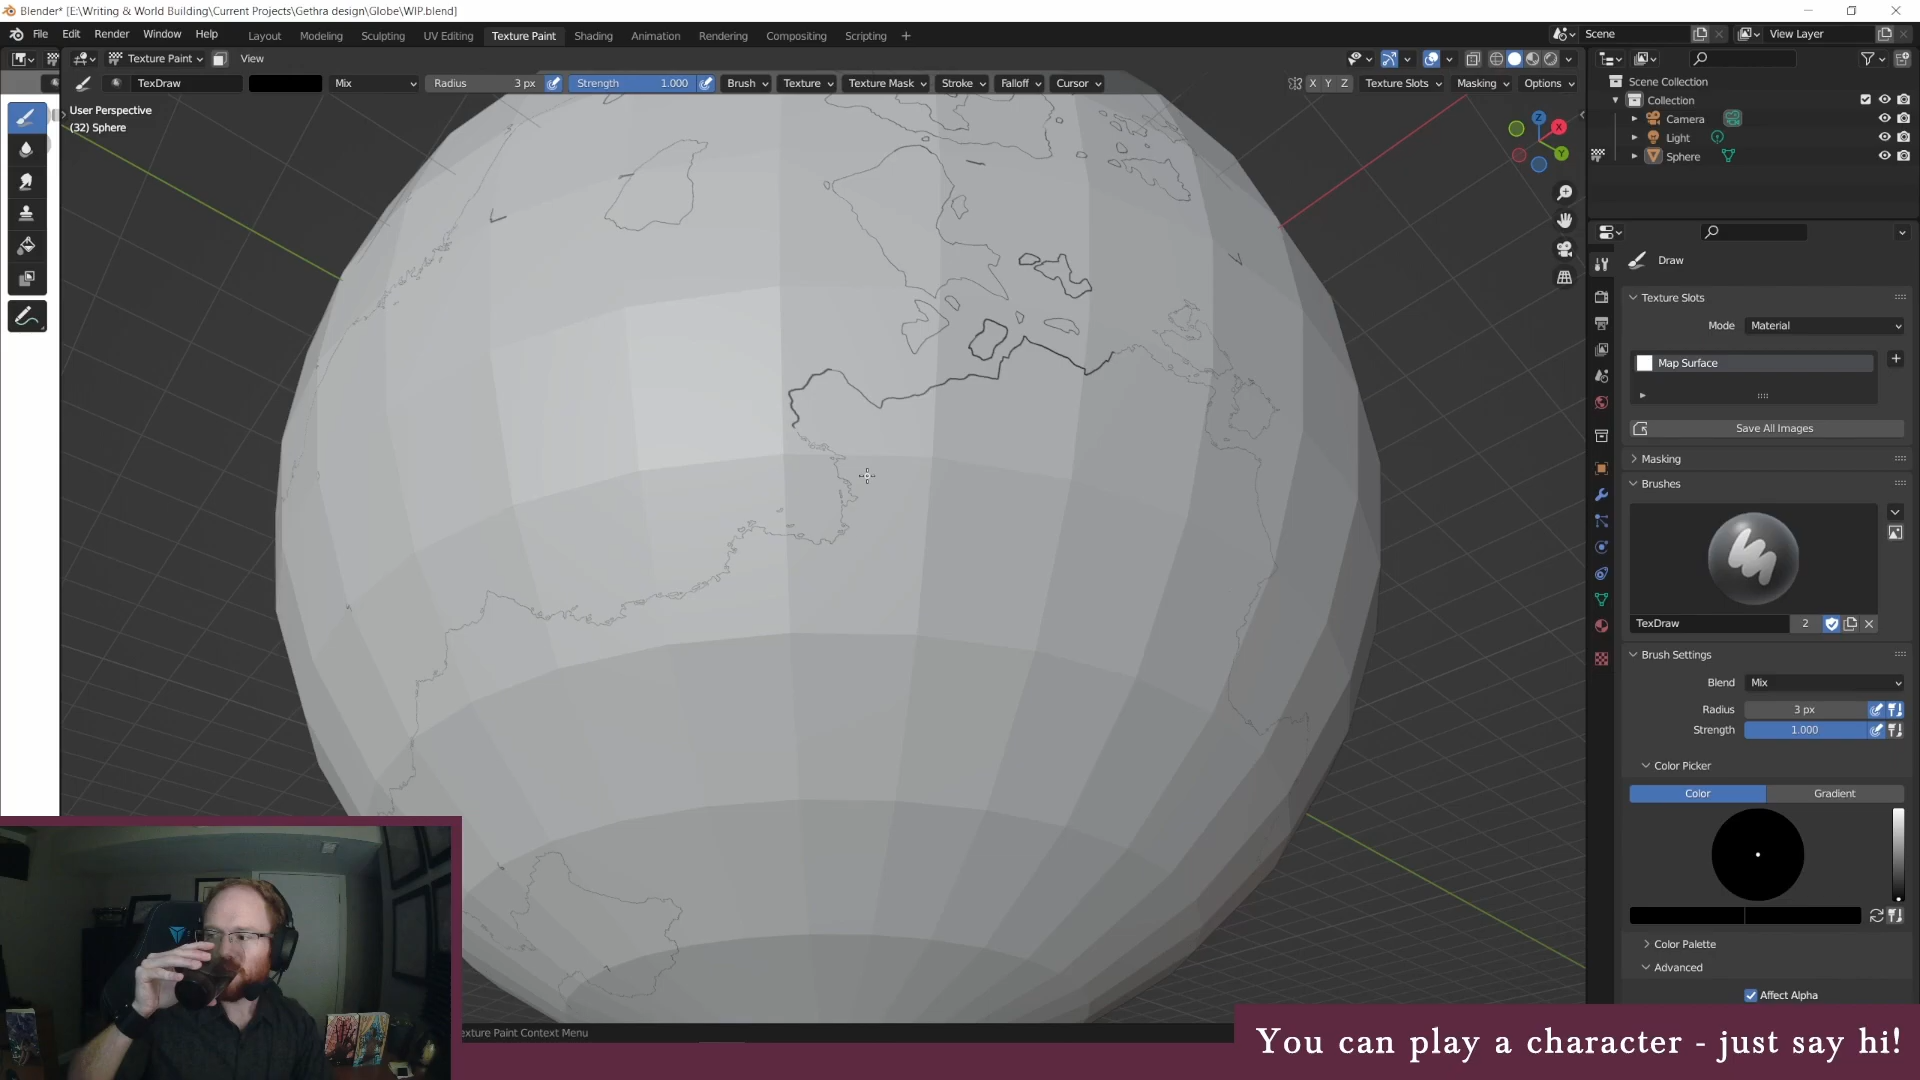 Blender* [E:\Writing & World Building\Current Projects\Gethra design\Globe\WIP.blend]
File Edit Render Window Help Layout Modeling Sculpting UV Editing Texture Paint Shading Animation Rendering Compositing Scripting + Scene View Layer
Texture Paint View
TexDraw Mix Radius 3 px Strength 1.000 Brush Texture Texture Mask Stroke Falloff Cursor X Y Z Texture Slots Masking Options
User Perspective
(32) Sphere
Z
X
Y
Scene Collection
Collection
Camera
Light
Sphere
Draw
Texture Slots
Mode Material
Map Surface
Save All Images
Masking
Brushes
TexDraw 2
Brush Settings
Blend Mix
Radius 3 px
Strength 1.000
Color Picker
Color Gradient
Color Palette
Advanced
Affect Alpha
exture Paint Context Menu
You can play a character - just say hi!